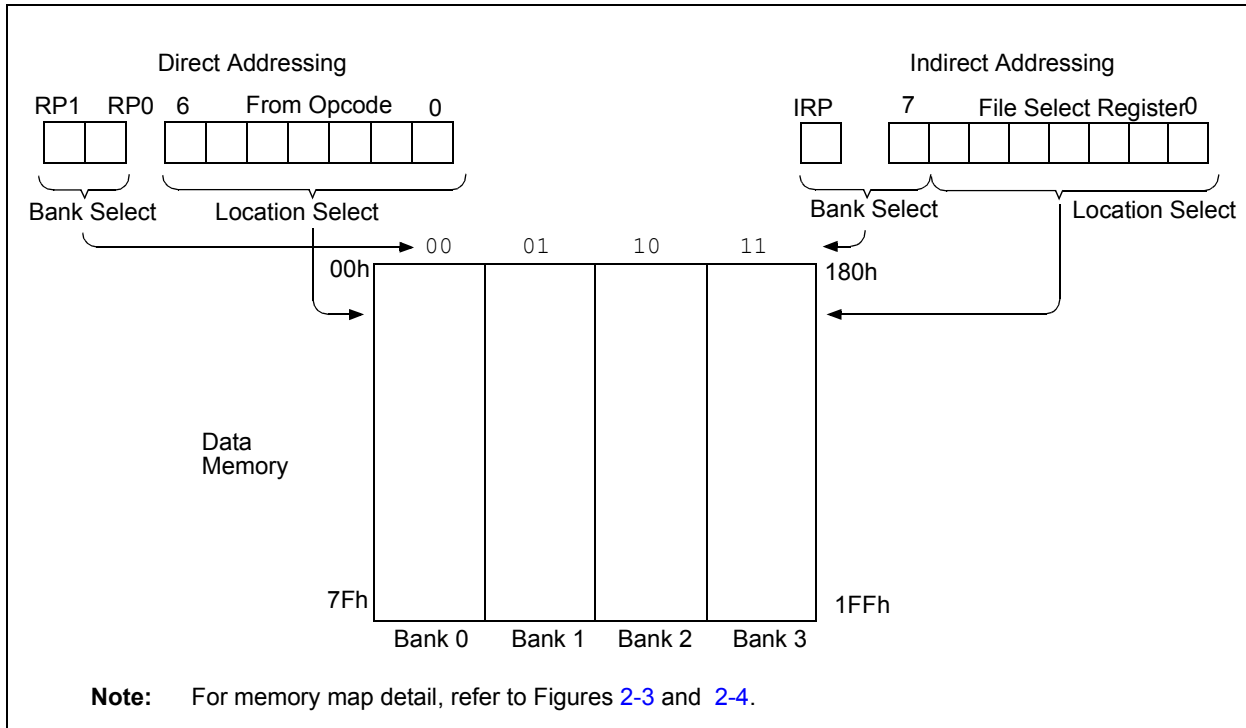 Direct Addressing
Indirect Addressing
RP1 RP0 6 From Opcode 0
IRP 7 File Select Register0
Bank Select Location Select
Bank Select Location Select
00 01 10 11
00h 180h
Data
Memory
7Fh 1FFh
Bank 0 Bank 1 Bank 2 Bank 3
Note: For memory map detail, refer to Figures 2-3 and 2-4.